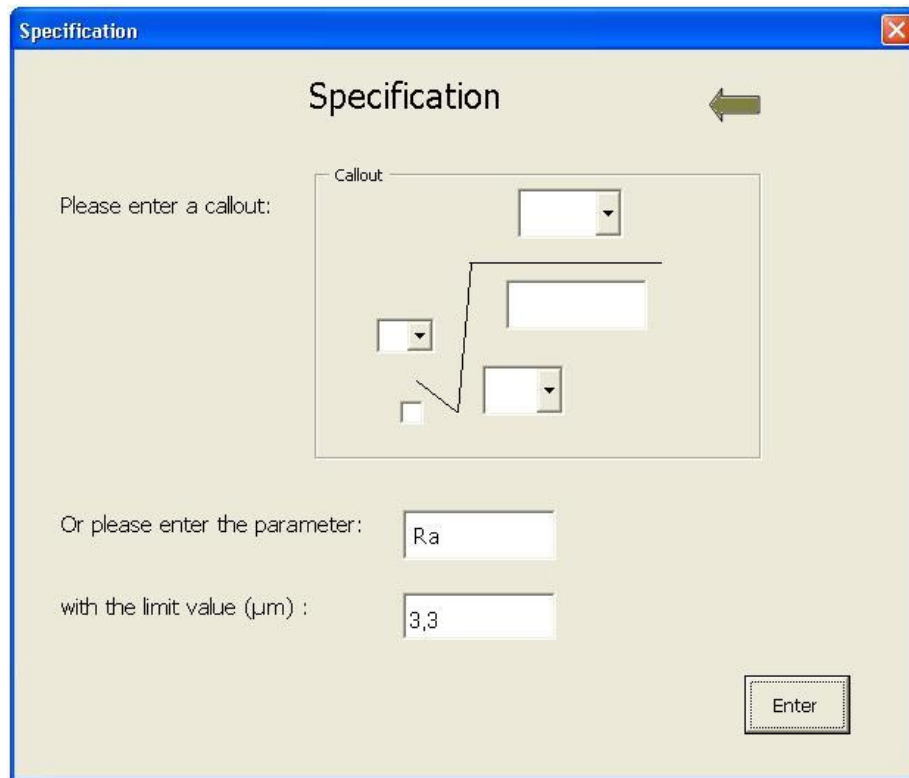 Specification
Specification
Callout
Please enter a callout:
Or please enter the parameter:
Ra
with the limit value (µm) :
3,3
Enter